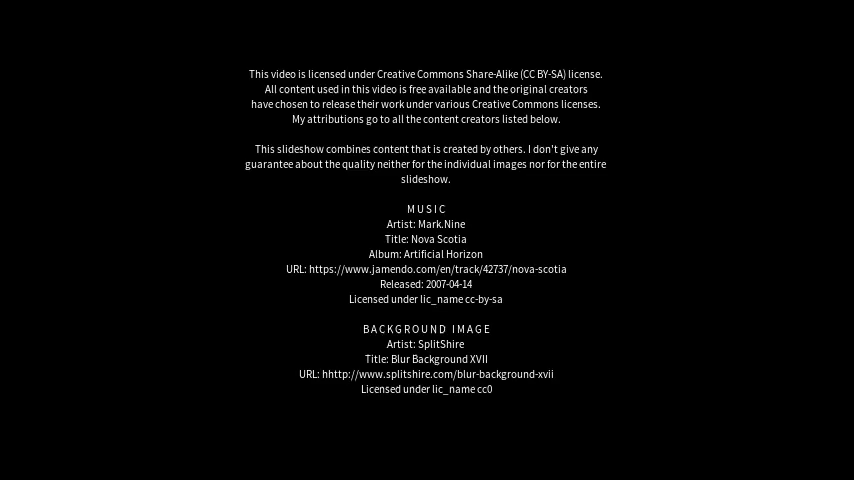 This video is licensed under Creative Commons Share-Alike (CC BY-SA) license.
All content used in this video is free available and the original creators
have chosen to release their work under various Creative Commons licenses.
My attributions go to all the content creators listed below.
This slideshow combines content that is created by others. I don't give any
guarantee about the quality neither for the individual images nor for the entire
slideshow.
MUSIC
Artist: Mark.Nine
Title: Nova Scotia
Album: Artificial Horizon
URL: https://www.jamendo.com/en/track/42737/nova-scotia
Released: 2007-04-14
Licensed under lic_name cc-by-sa
BACKGROUND IMAGE
Artist: SplitShire
Title: Blur Background XVII
URL: hhttp://www.splitshire.com/blur-background-xvii
Licensed under lic_name cc0